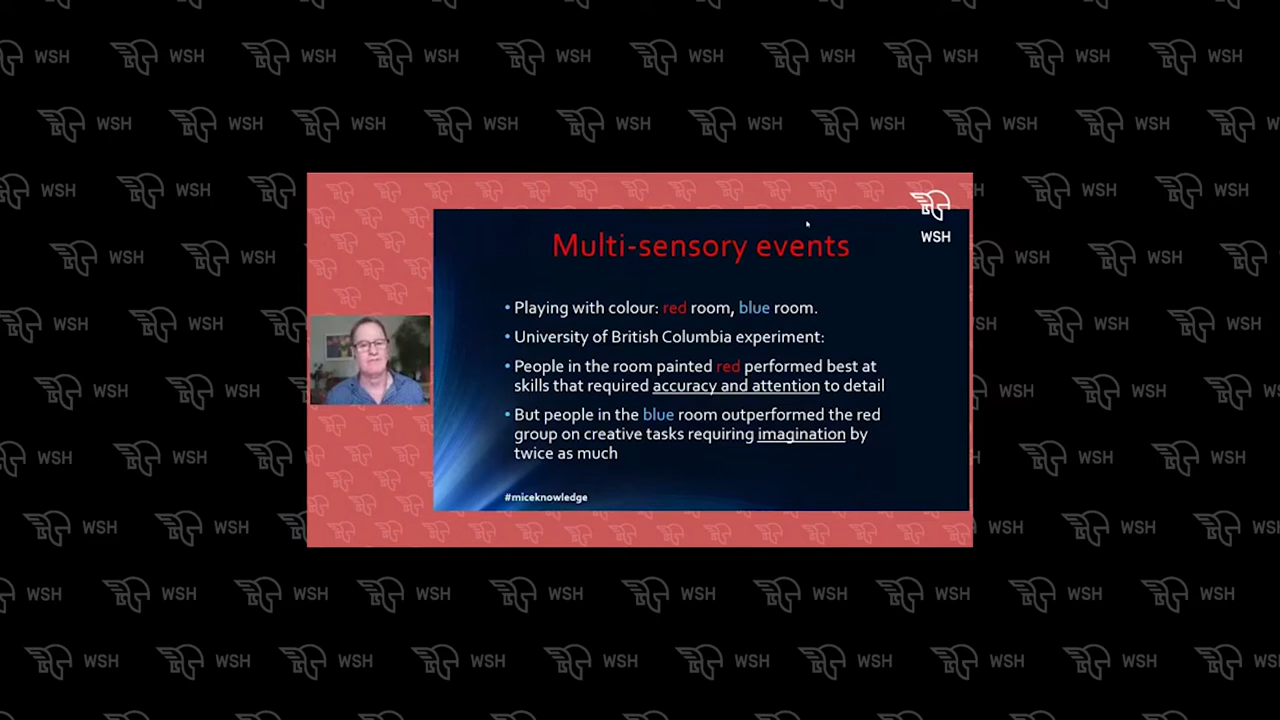 WSH
Multi-sensory events
• Playing with colour: red room, blue room.
• University of British Columbia experiment:
• People in the room painted red performed best at
skills that required accuracy and attention to detail
• But people in the blue room outperformed the red
group on creative tasks requiring imagination by
twice as much
#miceknowledge